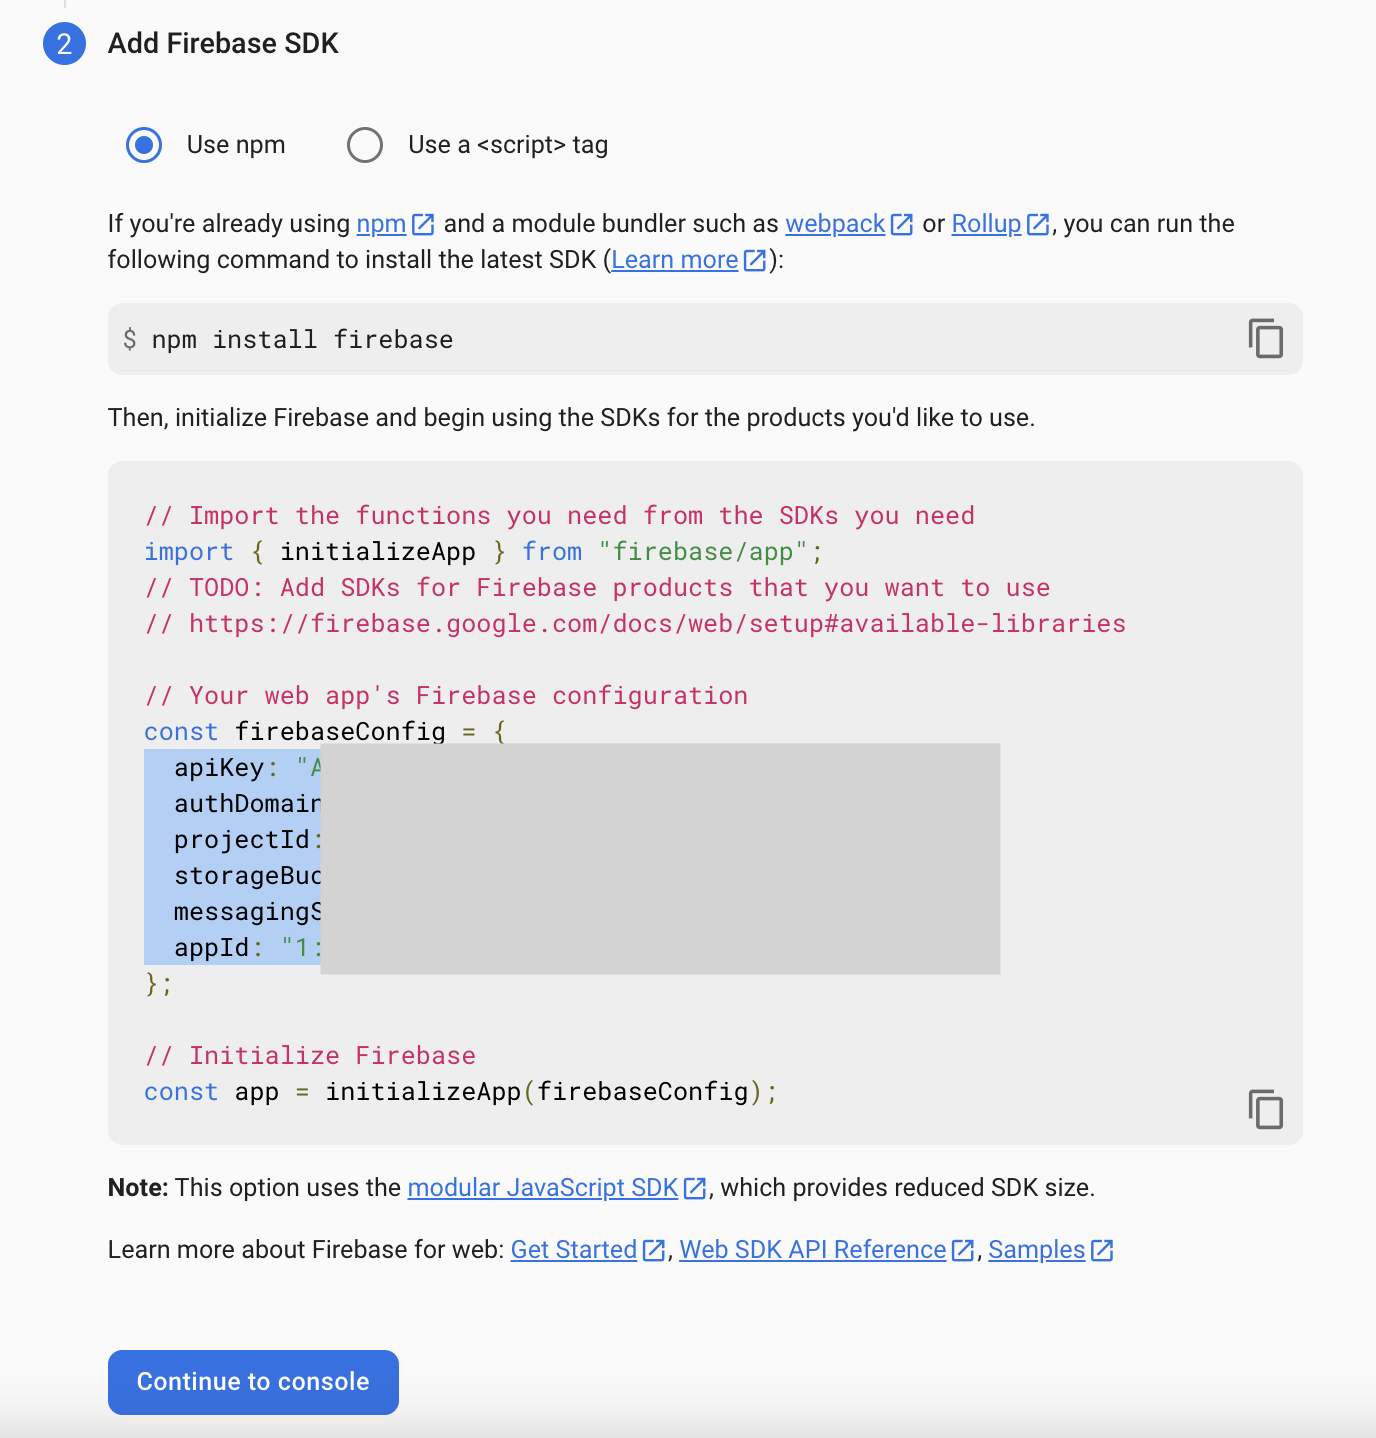 2 Add Firebase SDK
Use npm Use a <script> tag
If you're already using npm and a module bundler such as webpack or Rollup, you can run the
following command to install the latest SDK (Learn more):
$ npm install firebase
Then, initialize Firebase and begin using the SDKs for the products you'd like to use.
// Import the functions you need from the SDKs you need
import { initializeApp } from "firebase/app";
// TODO: Add SDKs for Firebase products that you want to use
// https://firebase.google.com/docs/web/setup#available-libraries
// Your web app's Firebase configuration
const firebaseConfig = {
apiKey: "A
authDomain
projectId:
storageBuc
messagingS
appId: "1:
};
// Initialize Firebase
const app = initializeApp(firebaseConfig);
Note: This option uses the modular JavaScript SDK, which provides reduced SDK size.
Learn more about Firebase for web: Get Started, Web SDK API Reference, Samples
Continue to console